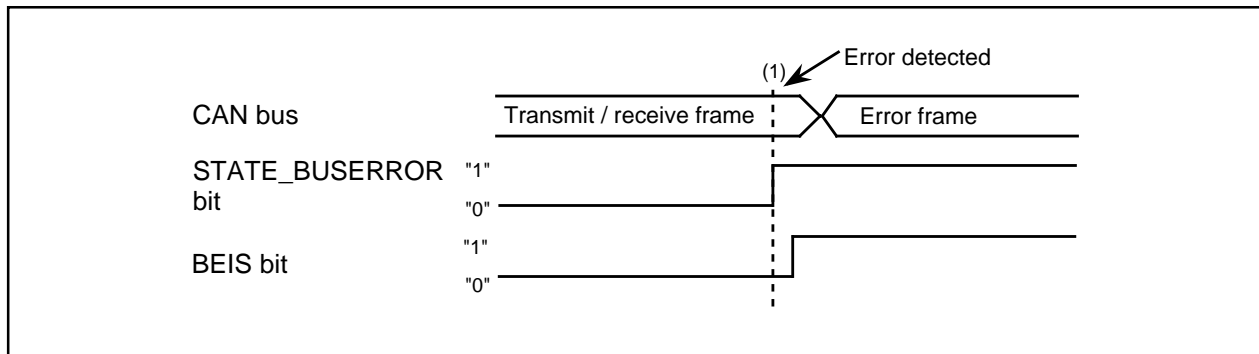 Error detected
(1)
CAN bus
Transmit / receive frame
Error frame
STATE_BUSERROR
bit
"1"
"0"
BEIS bit
"1"
"0"